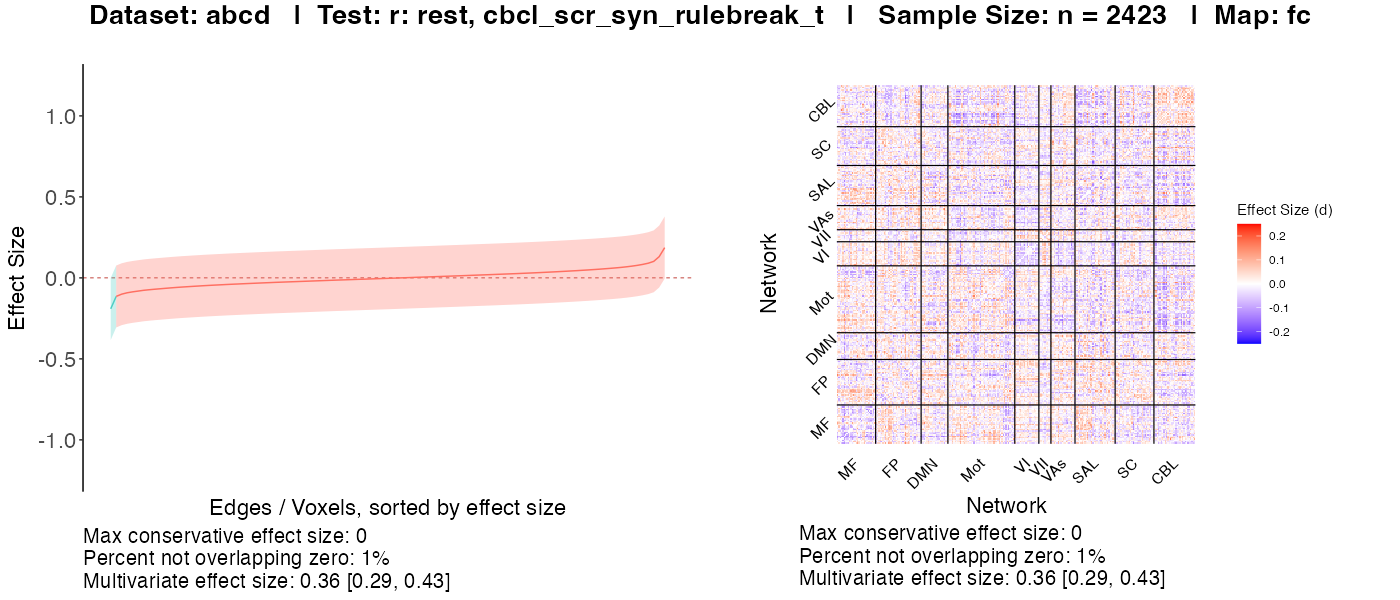 Dataset: abcd | Test: r: rest, cbcl_scr_syn_rulebreak_t | Sample Size: n = 2423 | Map: fc
Effect Size
1.0
0.5
0.0
-0.5
-1.0
Edges / Voxels, sorted by effect size
Max conservative effect size: 0
Percent not overlapping zero: 1%
Multivariate effect size: 0.36 [0.29, 0.43]
Network
CBL
SC
SAL
VAs
VII
VI
Mot
DMN
FP
MF
MF
FP
DMN
Mot
VI
VII
VAs
SAL
SC
CBL
Network
Max conservative effect size: 0
Percent not overlapping zero: 1%
Multivariate effect size: 0.36 [0.29, 0.43]
Effect Size (d)
0.2
0.1
0.0
-0.1
-0.2